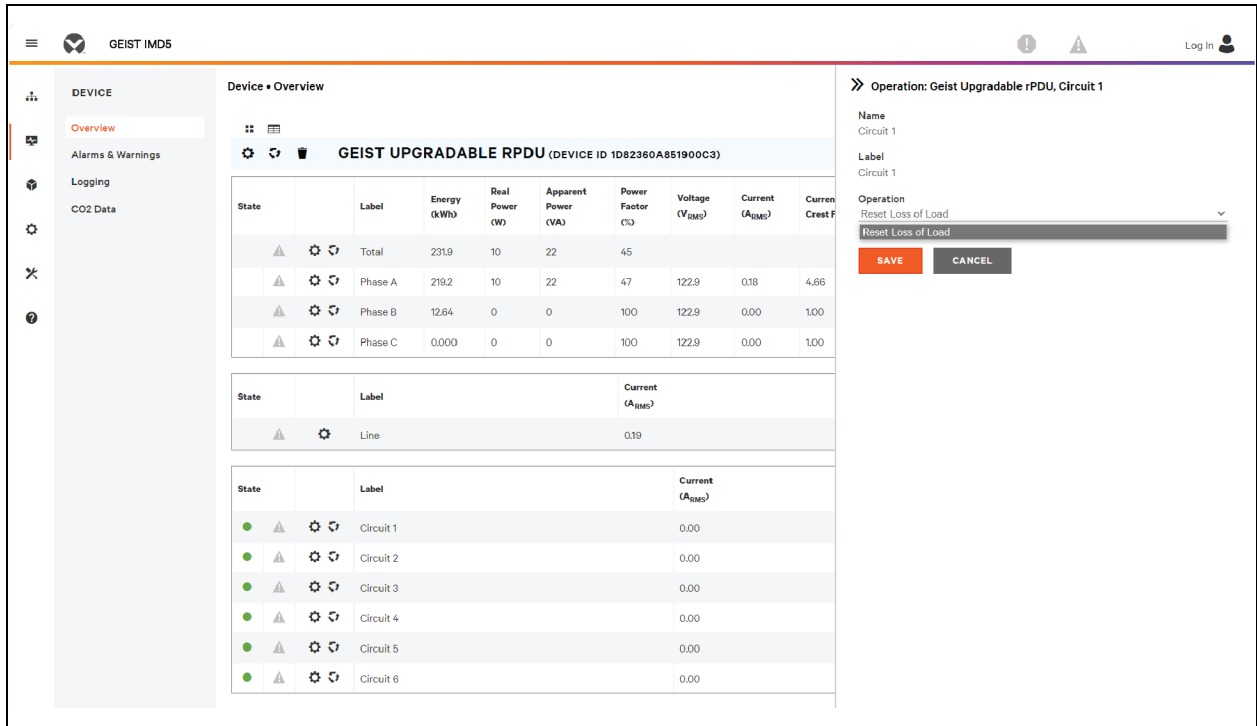 GEIST IMD5
Log In
DEVICE
Overview
Alarms & Warnings
Logging
CO2 Data
Device • Overview
GEIST UPGRADABLE RPDU (DEVICE ID 1D82360A851900C3)
State Label Energy (kWh) Real Power (W) Apparent Power (VA) Power Factor (%) Voltage (VRMS) Current (ARMS) Curren Crest F
Total 231.9 10 22 45
Phase A 219.2 10 22 47 122.9 0.18 4.66
Phase B 12.64 0 0 100 122.9 0.00 1.00
Phase C 0.000 0 0 100 122.9 0.00 1.00
State Label Current (ARMS)
Line 0.19
State Label Current (ARMS)
Circuit 1 0.00
Circuit 2 0.00
Circuit 3 0.00
Circuit 4 0.00
Circuit 5 0.00
Circuit 6 0.00
Operation: Geist Upgradable rPDU, Circuit 1
Name
Circuit 1
Label
Circuit 1
Operation
Reset Loss of Load
Reset Loss of Load
SAVE CANCEL